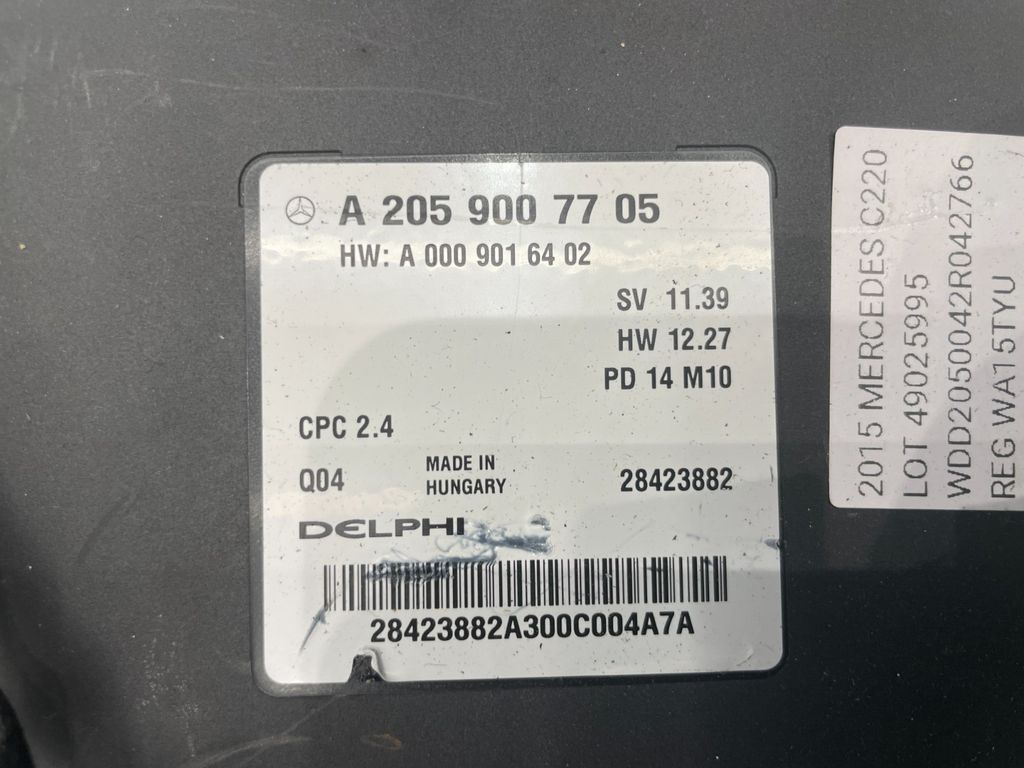 A 205 900 77 05
HW: A 000 901 64 02
SV 11.39
HW 12.27
PD 14 M10
CPC 2.4
Q04
MADE IN
HUNGARY
28423882
DELPHI
28423882A300C004A7A
2015 MERCEDES C220
LOT 49025995
WDD2050042R042766
REG WA15TYU